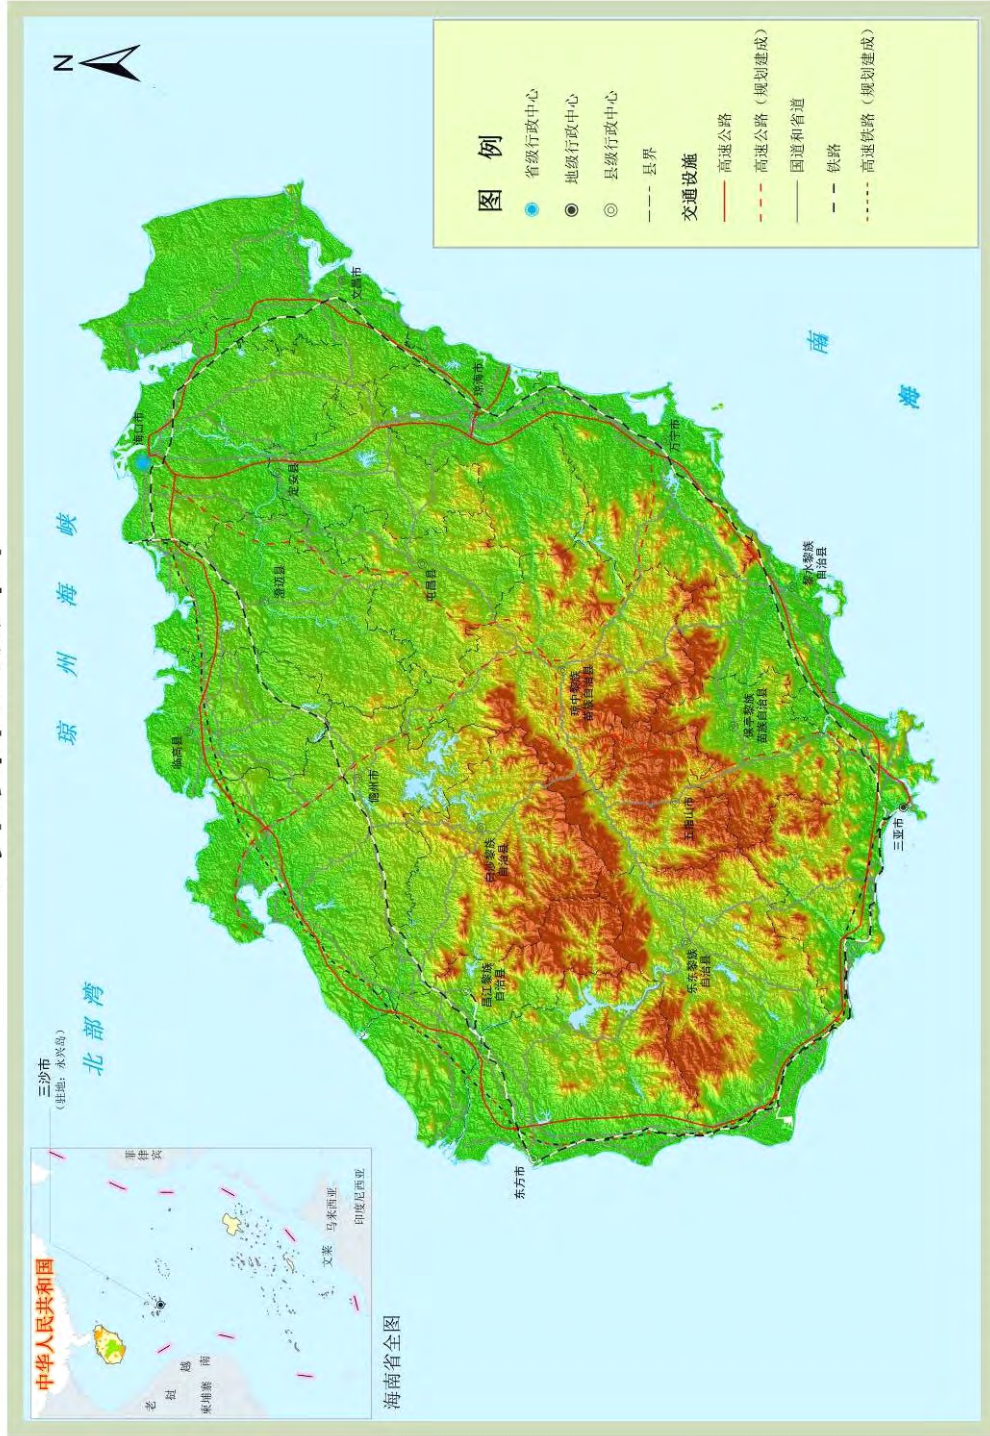 N
图 例
省级行政中心
地级行政中心
县级行政中心
县界
交通设施
高速公路
高速公路（规划建成）
国道和省道
铁路
高速铁路（规划建成）
琼 州 海 峡
北 部 湾
南
海
海口市
文昌市
琼海市
定安县
澄迈县
屯昌县
临高县
儋州市
万宁市
琼中黎族
苗族自治县
黎水黎族
自治县
保亭黎族
苗族自治县
五指山市
白沙黎族
自治县
昌江黎族
自治县
乐东黎族
自治县
三亚市
东方市
三沙市
（驻地：永兴岛）
中华人民共和国
老
挝
越
南
柬埔寨
菲
律
宾
文莱
马来西亚
印度尼西亚
海南省全图